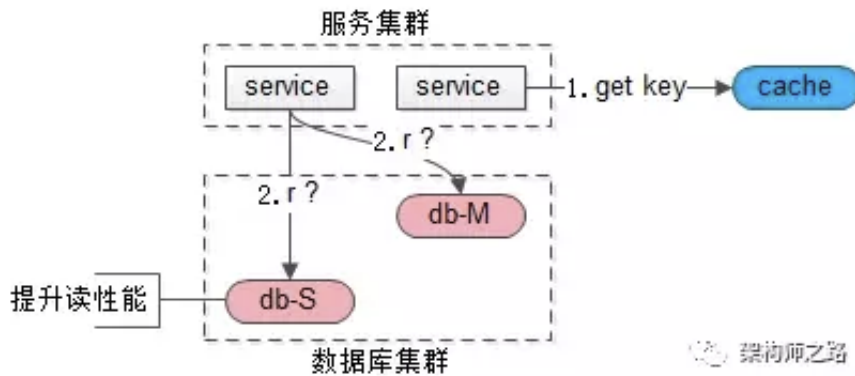 服务集群
service
service
1. get key
cache
2. r ?
2. r ?
db-M
提升读性能
db-S
数据库集群
架构师之路